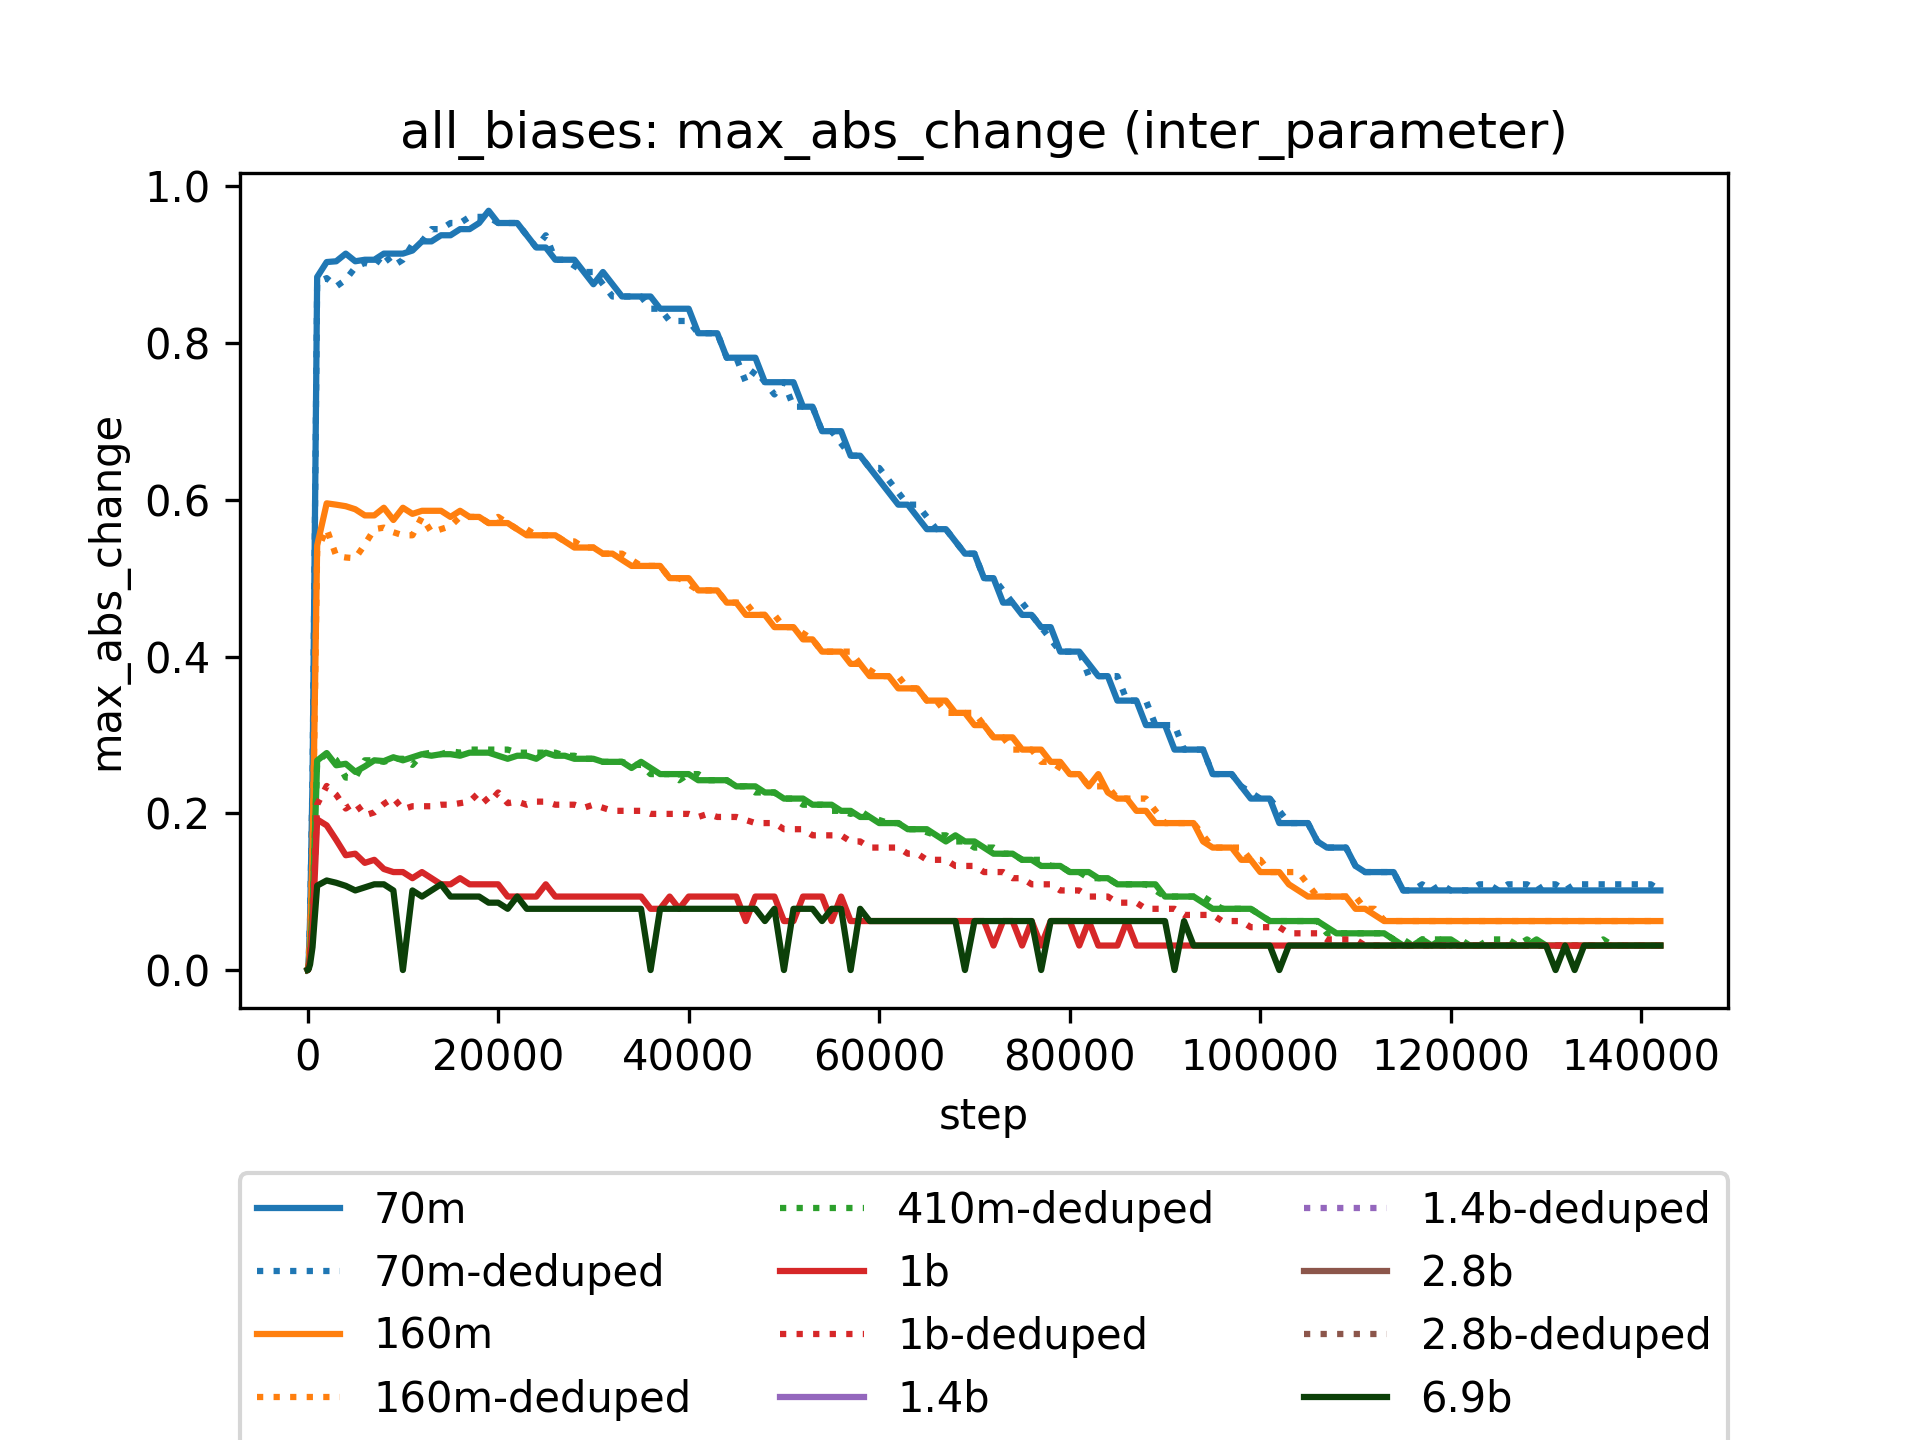 all_biases: max_abs_change (inter_parameter)
max_abs_change
1.0
0.8
0.6
0.4
0.2
0.0
0 20000 40000 60000 80000 100000 120000 140000
step
70m
70m-deduped
160m
160m-deduped
410m-deduped
1b
1b-deduped
1.4b
1.4b-deduped
2.8b
2.8b-deduped
6.9b